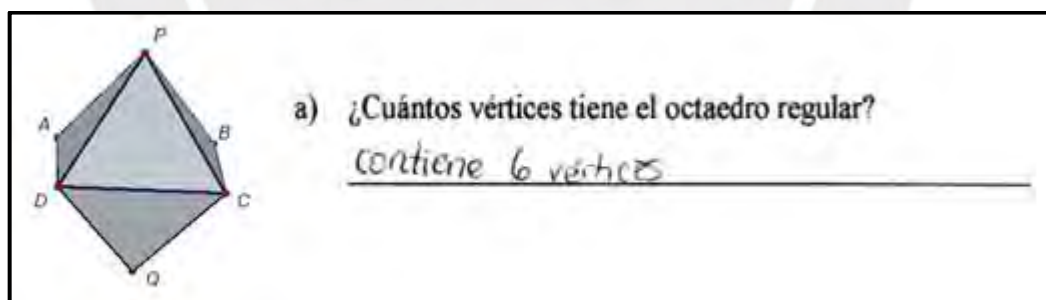 P
a) ¿Cuántos vértices tiene el octaedro regular?
A
B
contiene 6 vértices
D
C
Q